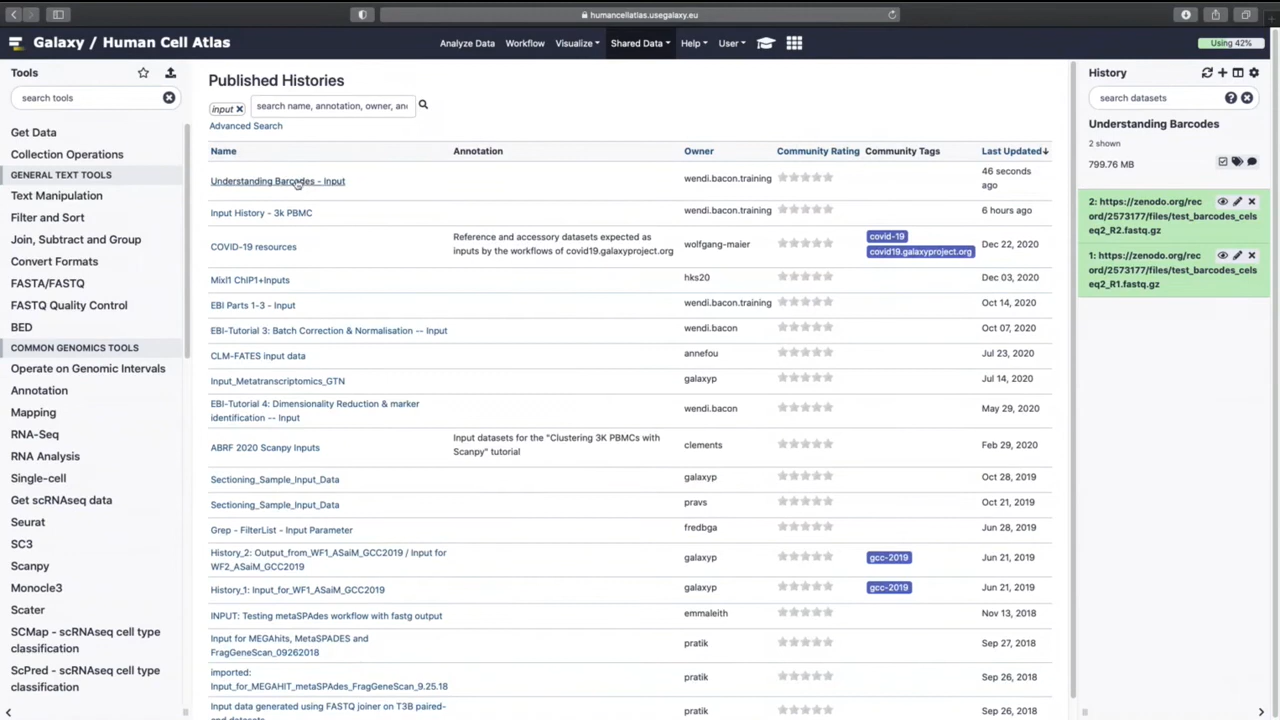 humancellatlas.usegalaxy.eu
Galaxy / Human Cell Atlas
Analyze Data
Workflow
Visualize
Shared Data
Help
User
Using 42%
Tools
search tools
Get Data
Collection Operations
GENERAL TEXT TOOLS
Text Manipulation
Filter and Sort
Join, Subtract and Group
Convert Formats
FASTA/FASTQ
FASTQ Quality Control
BED
COMMON GENOMICS TOOLS
Operate on Genomic Intervals
Annotation
Mapping
RNA-Seq
RNA Analysis
Single-cell
Get scRNAseq data
Seurat
SC3
Scanpy
Monocle3
Scater
SCMap - scRNAseq cell type
classification
ScPred - scRNAseq cell type
classification
Published Histories
input
search name, annotation, owner, an
Advanced Search
Name Annotation Owner Community Rating Community Tags Last Updated↓
Understanding Barcodes - Input wendi.bacon.training 46 seconds
ago
Input History - 3k PBMC wendi.bacon.training 6 hours ago
COVID-19 resources Reference and accessory datasets expected as
inputs by the workflows of covid19.galaxyproject.org wolfgang-maier covid-19
covid19.galaxyproject.org Dec 22, 2020
Mixl1 ChIP1+Inputs hks20 Dec 03, 2020
EBI Parts 1-3 - Input wendi.bacon.training Oct 14, 2020
EBI-Tutorial 3: Batch Correction & Normalisation -- Input wendi.bacon Oct 07, 2020
CLM-FATES input data annefou Jul 23, 2020
Input_Metatranscriptomics_GTN galaxyp Jul 14, 2020
EBI-Tutorial 4: Dimensionality Reduction & marker
identification -- Input wendi.bacon May 29, 2020
ABRF 2020 Scanpy Inputs Input datasets for the "Clustering 3K PBMCs with
Scanpy" tutorial clements Feb 29, 2020
Sectioning_Sample_Input_Data galaxyp Oct 28, 2019
Sectioning_Sample_Input_Data pravs Oct 21, 2019
Grep - FilterList - Input Parameter fredbga Jun 28, 2019
History_2: Output_from_WF1_ASaiM_GCC2019 / Input for
WF2_ASaiM_GCC2019 galaxyp gcc-2019 Jun 21, 2019
History_1: Input_for_WF1_ASaiM_GCC2019 galaxyp gcc-2019 Jun 21, 2019
INPUT: Testing metaSPAdes workflow with fastg output emmaleith Nov 13, 2018
Input for MEGAhits, MetaSPADES and
FragGeneScan_09262018 pratik Sep 27, 2018
imported:
Input_for_MEGAHIT_metaSPAdes_FragGeneScan_9.25.18 pratik Sep 26, 2018
Input data generated using FASTQ joiner on T3B paired-
end datasets pratik Sep 26, 2018
History
search datasets
Understanding Barcodes
2 shown
799.76 MB
2: https://zenodo.org/rec
ord/2573177/files/test_barcodes_cels
eq2_R2.fastq.gz
1: https://zenodo.org/rec
ord/2573177/files/test_barcodes_cels
eq2_R1.fastq.gz